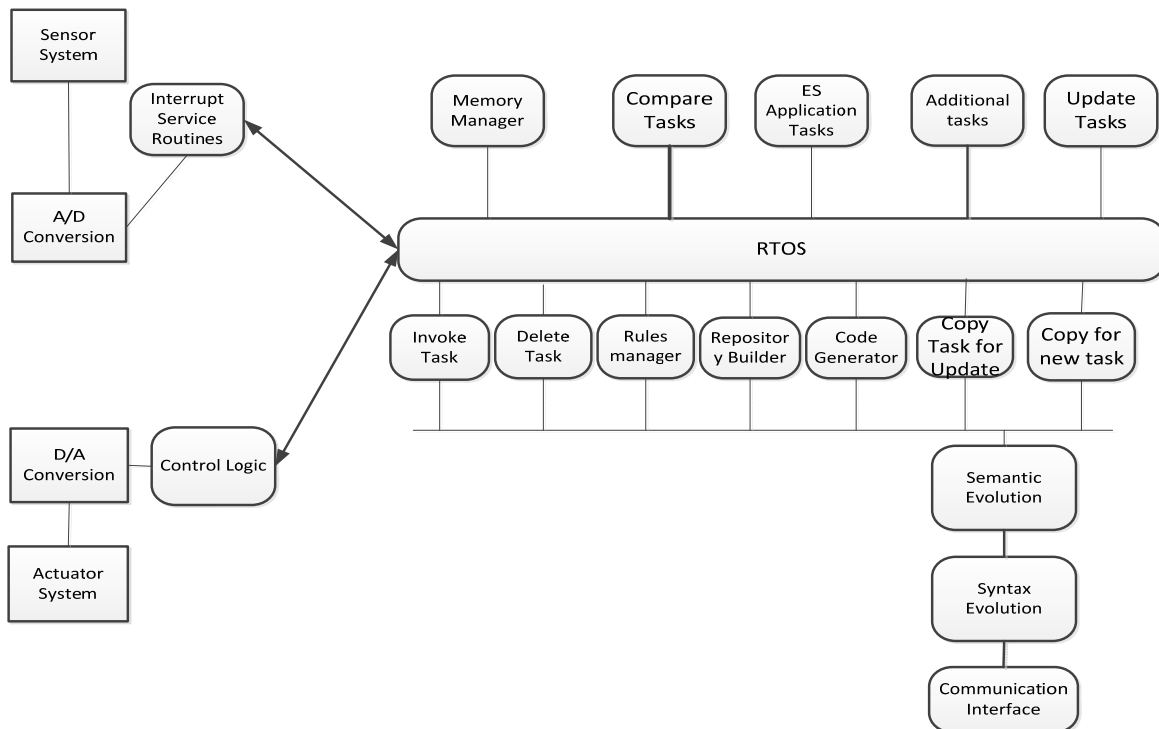 Sensor
System
Interrupt
Service
Routines
A/D
Conversion
Memory
Manager
Compare
Tasks
ES
Application
Tasks
Additional
tasks
Update
Tasks
RTOS
Invoke
Task
Delete
Task
Rules
manager
Repositor
y Builder
Code
Generator
Copy
Task for
Update
Copy for
new task
D/A
Conversion
Control Logic
Actuator
System
Semantic
Evolution
Syntax
Evolution
Communication
Interface